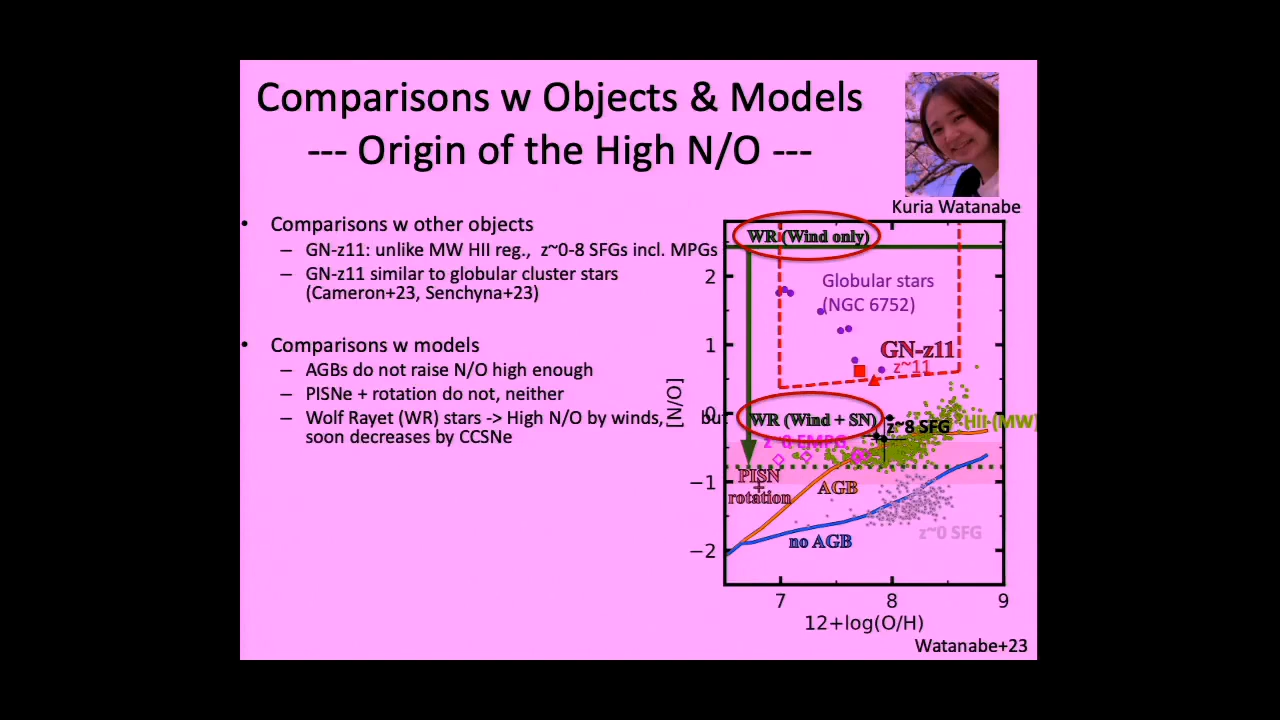 Comparisons w Objects & Models
--- Origin of the High N/O ---
Kuria Watanabe
• Comparisons w other objects
– GN-z11: unlike MW HII reg., z~0-8 SFGs incl. MPGs
– GN-z11 similar to globular cluster stars
(Cameron+23, Senchyna+23)
• Comparisons w models
– AGBs do not raise N/O high enough
– PISNe + rotation do not, neither
– Wolf Rayet (WR) stars -> High N/O by winds, but
soon decreases by CCSNe
WR (Wind only)
2
Globular stars
(NGC 6752)
1
GN-z11
z~11
[N/O]
0
WR (Wind + SN)
z~8 SFG
HII (MW)
z~0 EMPG
PISN
+
rotation
−1
AGB
no AGB
z~0 SFG
−2
7 8 9
12+log(O/H)
Watanabe+23